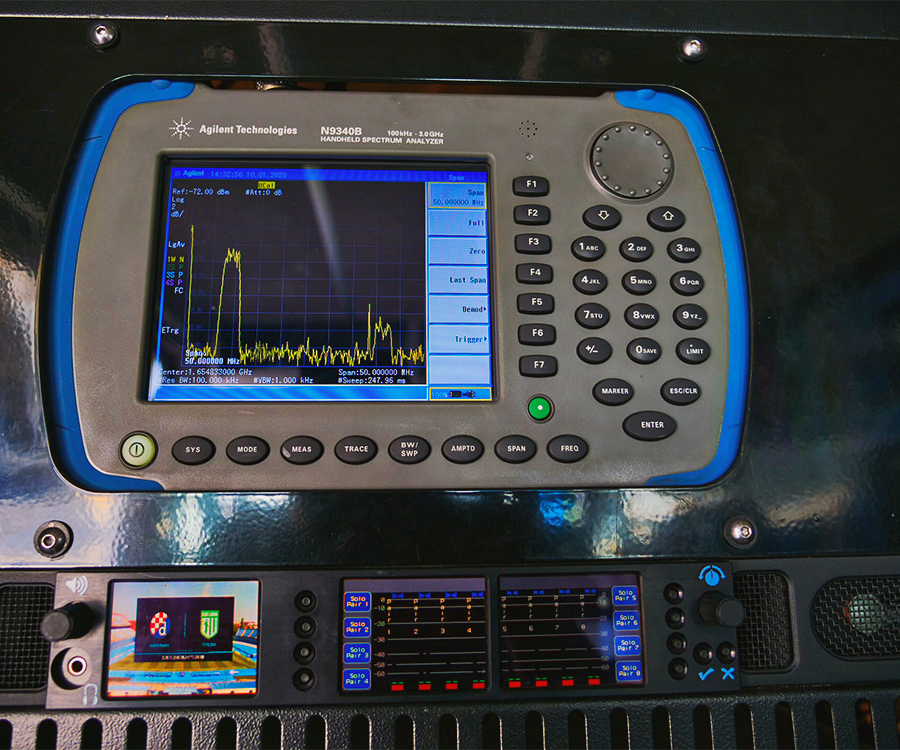 Agilent Technologies
N9340B
100kHz - 3.0GHz
HANDHELD SPECTRUM ANALYZER
Agilent 14:32:56 10.01.2020
Span
Ref:-72.00 dBm
#Att:0 dB
Log
2
dB/
LgAv
1W N
2S P
3S P
4S P
FC
ETrg
Span:
50.000000 MHz
Center:1.654833000 GHz
Span:50.000000 MHz
Res BW:100.000 kHz
#VBW:1.000 kHz
#Sweep:247.96 ms
Span
50.000000 MHz
Full
Zero
Last Span
Demod
Trigger
F1
F2
F3
F4
F5
F6
F7
1 ABC
2 DEF
3 GHI
4 JKL
5 MNO
6 PQR
7 STU
8 VWX
9 YZ_
+/-
0 SAVE
. LIMIT
MARKER
ESC/CLR
ENTER
SYS
MODE
MEAS
TRACE
BW/
SWP
AMPTD
SPAN
FREQ
Solo
Pair 1
Solo
Pair 2
Solo
Pair 3
Solo
Pair 4
1 2 3 4
5 6 7 8
Solo
Pair 5
Solo
Pair 6
Solo
Pair 7
Solo
Pair 8